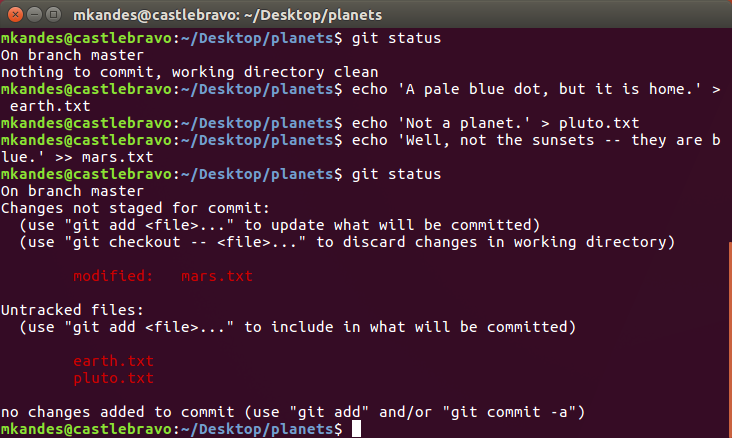 mkandes@castlebravo: ~/Desktop/planets
mkandes@castlebravo:~/Desktop/planets$ git status
On branch master
nothing to commit, working directory clean
mkandes@castlebravo:~/Desktop/planets$ echo 'A pale blue dot, but it is home.' >
 earth.txt
mkandes@castlebravo:~/Desktop/planets$ echo 'Not a planet.' > pluto.txt
mkandes@castlebravo:~/Desktop/planets$ echo 'Well, not the sunsets -- they are b
lue.' >> mars.txt
mkandes@castlebravo:~/Desktop/planets$ git status
On branch master
Changes not staged for commit:
  (use "git add <file>..." to update what will be committed)
  (use "git checkout -- <file>..." to discard changes in working directory)
        modified:   mars.txt
Untracked files:
  (use "git add <file>..." to include in what will be committed)
        earth.txt
        pluto.txt
no changes added to commit (use "git add" and/or "git commit -a")
mkandes@castlebravo:~/Desktop/planets$